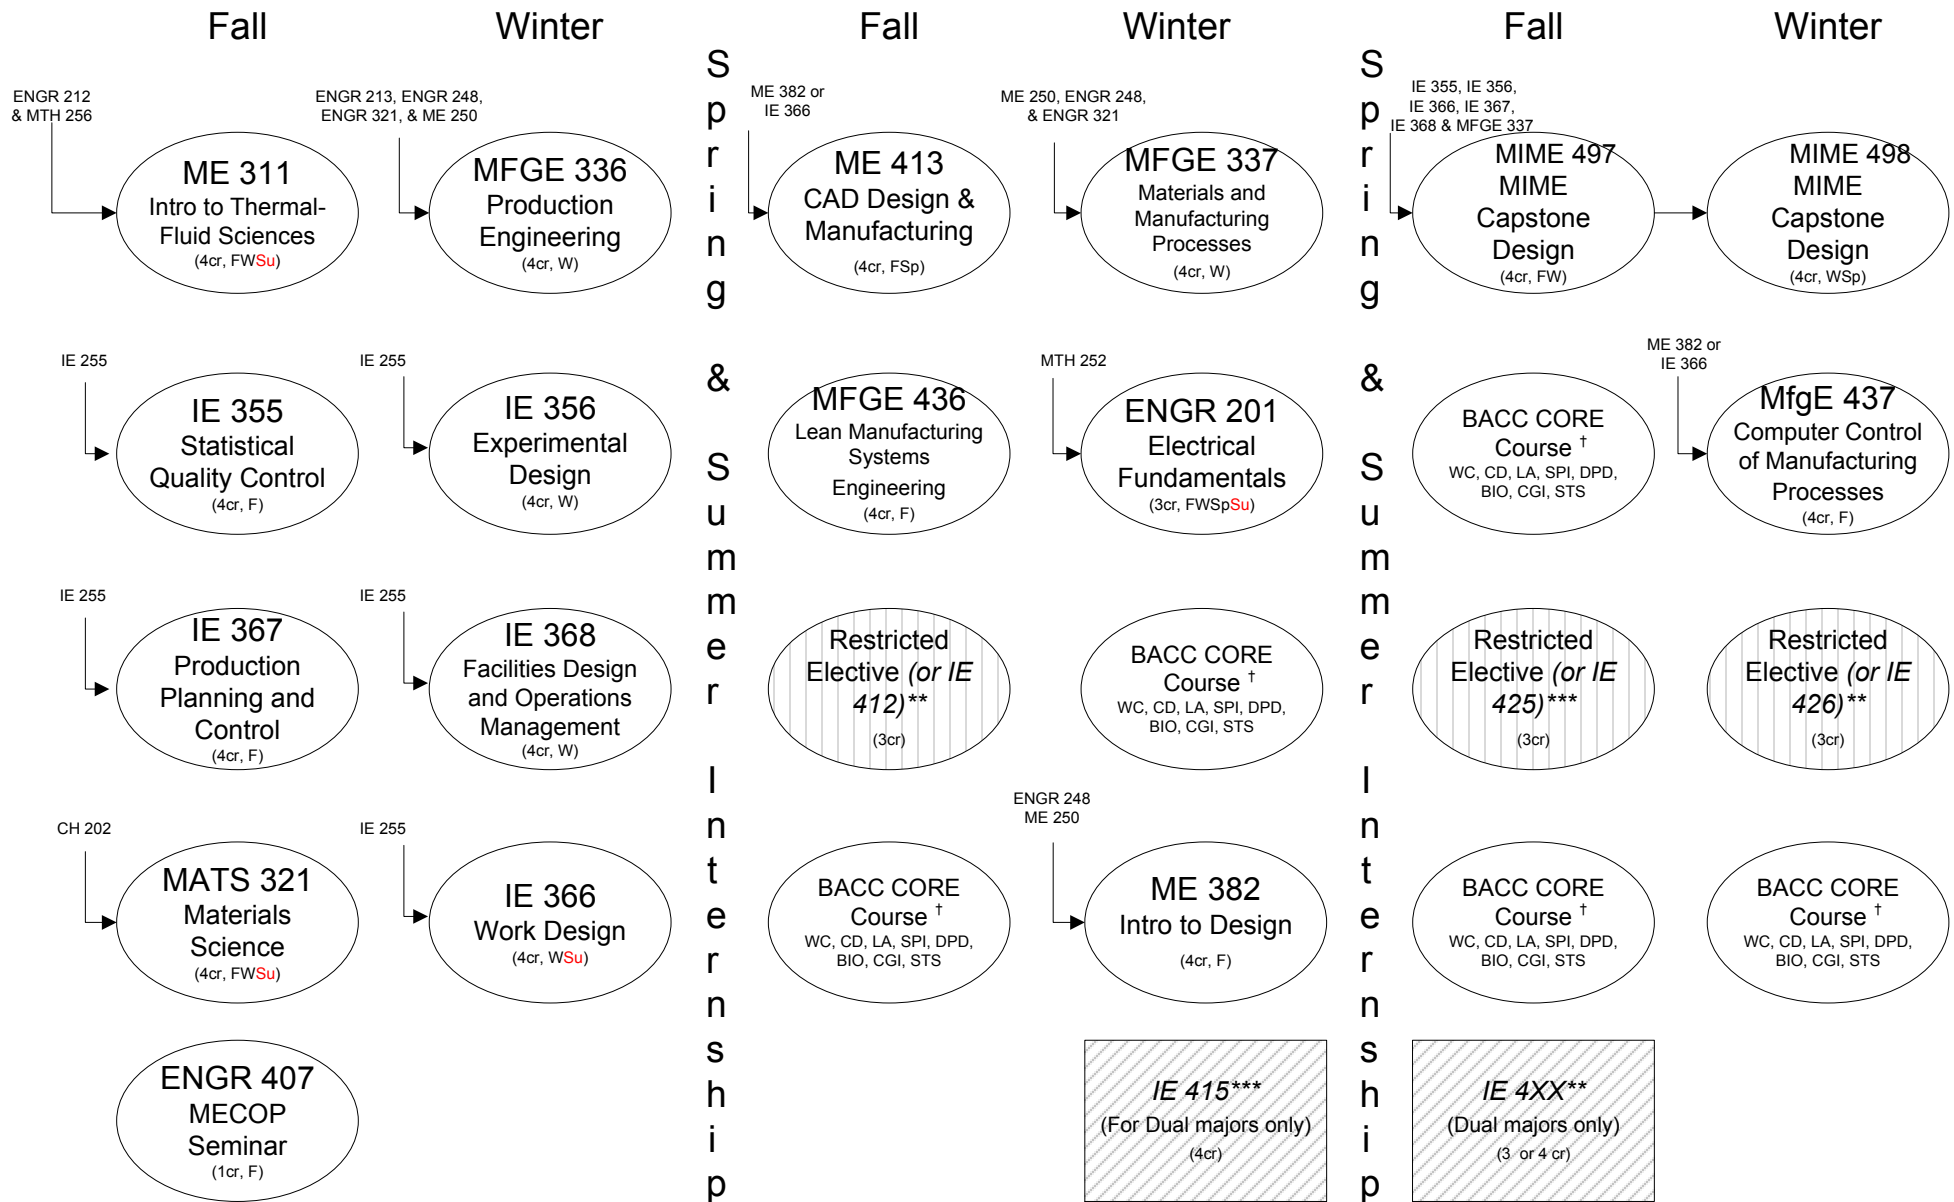 Fall
Winter
Fall
Winter
Fall
Winter
ENGR 212
& MTH 256
ME 311
Intro to Thermal-
Fluid Sciences
(4cr, FWSu)
ENGR 213, ENGR 248,
ENGR 321, & ME 250
MFGE 336
Production
Engineering
(4cr, W)
ME 382 or
IE 366
ME 413
CAD Design &
Manufacturing
(4cr, FSp)
ME 250, ENGR 248,
& ENGR 321
MFGE 337
Materials and
Manufacturing
Processes
(4cr, W)
IE 355, IE 356,
IE 366, IE 367,
IE 368 & MFGE 337
MIME 497
MIME
Capstone
Design
(4cr, FW)
MIME 498
MIME
Capstone
Design
(4cr, WSp)
IE 255
IE 355
Statistical
Quality Control
(4cr, F)
IE 255
IE 356
Experimental
Design
(4cr, W)
MFGE 436
Lean Manufacturing
Systems
Engineering
(4cr, F)
MTH 252
ENGR 201
Electrical
Fundamentals
(3cr, FWSpSu)
BACC CORE
Course †
WC, CD, LA, SPI, DPD,
BIO, CGI, STS
ME 382 or
IE 366
MfgE 437
Computer Control
of Manufacturing
Processes
(4cr, F)
IE 255
IE 367
Production
Planning and
Control
(4cr, F)
IE 255
IE 368
Facilities Design
and Operations
Management
(4cr, W)
Restricted
Elective (or IE
412)**
(3cr)
BACC CORE
Course †
WC, CD, LA, SPI, DPD,
BIO, CGI, STS
Restricted
Elective (or IE
425)***
(3cr)
Restricted
Elective (or IE
426)**
(3cr)
CH 202
MATS 321
Materials
Science
(4cr, FWSu)
IE 255
IE 366
Work Design
(4cr, WSu)
BACC CORE
Course †
WC, CD, LA, SPI, DPD,
BIO, CGI, STS
ENGR 248
ME 250
ME 382
Intro to Design
(4cr, F)
BACC CORE
Course †
WC, CD, LA, SPI, DPD,
BIO, CGI, STS
BACC CORE
Course †
WC, CD, LA, SPI, DPD,
BIO, CGI, STS
ENGR 407
MECOP
Seminar
(1cr, F)
IE 415***
(For Dual majors only)
(4cr)
IE 4XX**
(Dual majors only)
(3 or 4 cr)
Spring & Summer Internship
Spring & Summer Internship